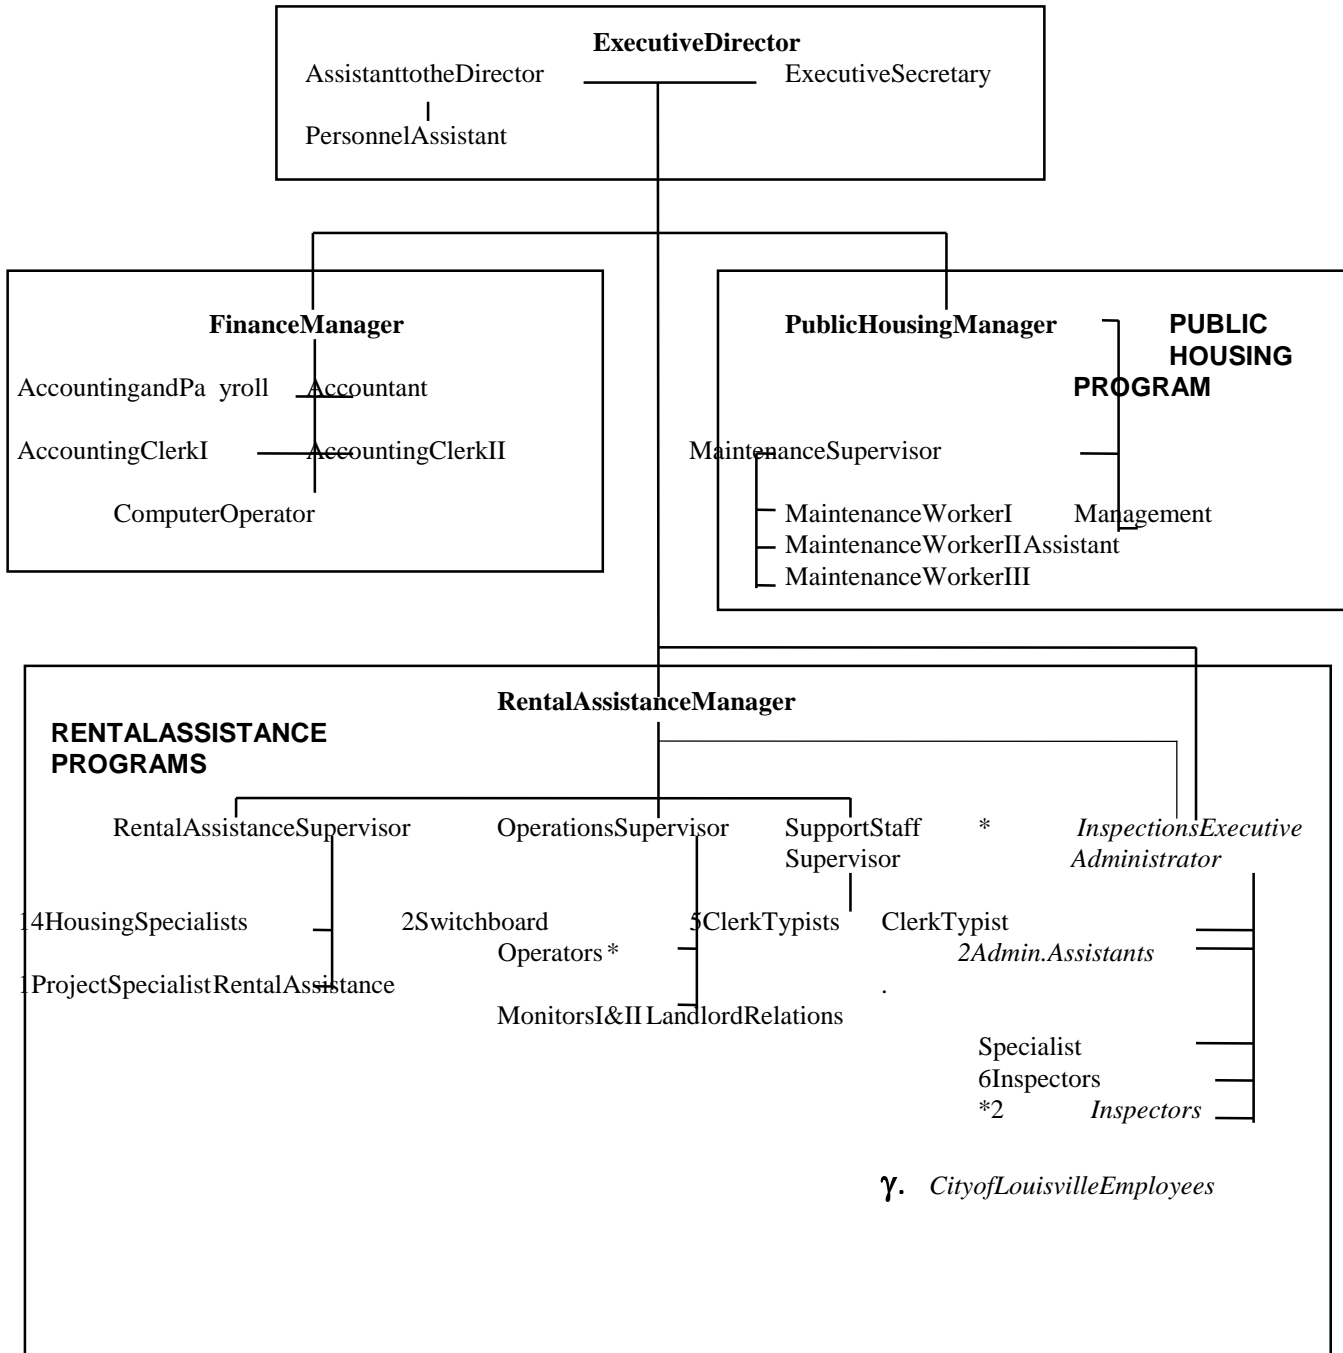 ExecutiveDirector
AssistanttotheDirector ExecutiveSecretary
PersonnelAssistant
FinanceManager
AccountingandPa yroll Accountant
AccountingClerkI AccountingClerkII
ComputerOperator
PublicHousingManager PUBLIC
HOUSING
PROGRAM
MaintenanceSupervisor
MaintenanceWorkerI Management
MaintenanceWorkerIIAssistant
MaintenanceWorkerIII
RentalAssistanceManager
RENTALASSISTANCE
PROGRAMS
RentalAssistanceSupervisor OperationsSupervisor SupportStaff * InspectionsExecutive
Supervisor Administrator
14HousingSpecialists 2Switchboard 5ClerkTypists ClerkTypist
Operators * 2Admin.Assistants
1ProjectSpecialistRentalAssistance .
MonitorsI&IILandlordRelations
Specialist
6Inspectors
*2 Inspectors
γ. CityofLouisvilleEmployees